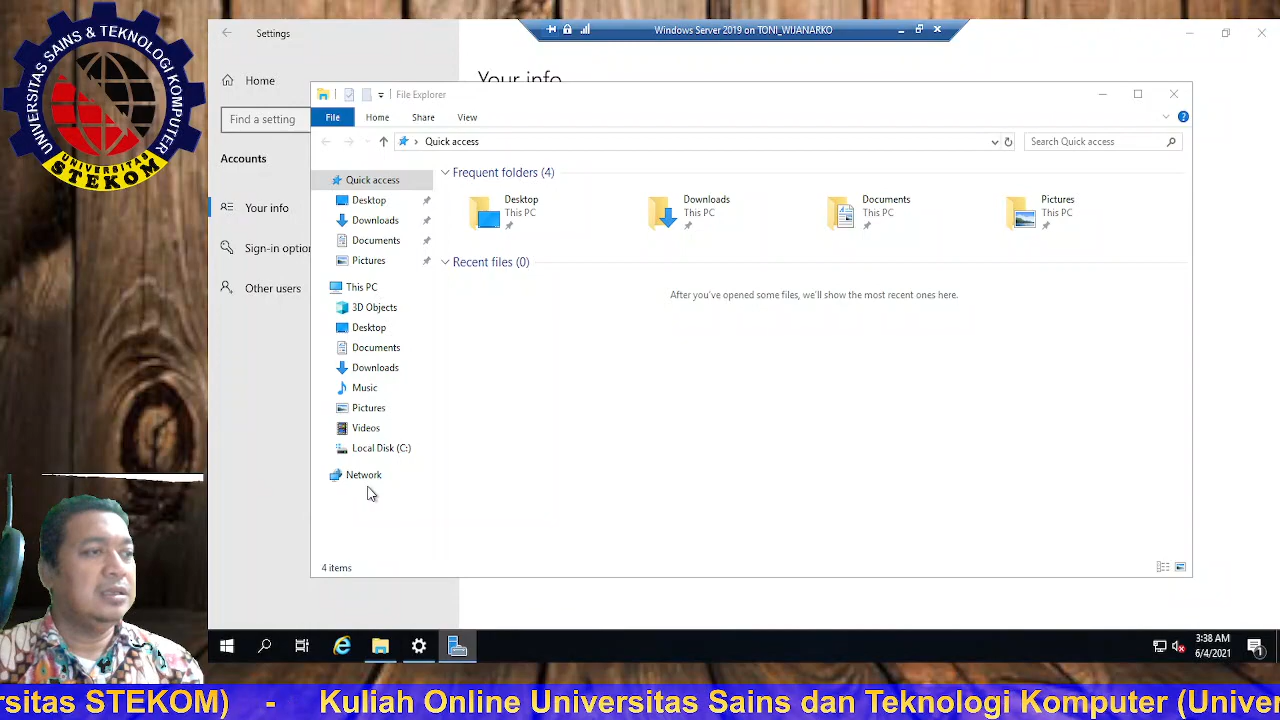 UNIVERSITAS SAINS & TEKNOLOGI KOMPUTER
UNIVERSITAS
STEKOM
Settings
Windows Server 2019 on TONI_WIJANARKO
Home
Your info
Find a setting
Accounts
Your info
Sign-in optio
Other users
File Explorer
File
Home
Share
View
Quick access
Search Quick access
Quick access
Desktop
Downloads
Documents
Pictures
This PC
3D Objects
Desktop
Documents
Downloads
Music
Pictures
Videos
Local Disk (C:)
Network
Frequent folders (4)
Desktop
This PC
Downloads
This PC
Documents
This PC
Pictures
This PC
Recent files (0)
After you've opened some files, we'll show the most recent ones here.
4 items
3:38 AM
6/4/2021
1
rsitas STEKOM) - Kuliah Online Universitas Sains dan Teknologi Komputer (Univer